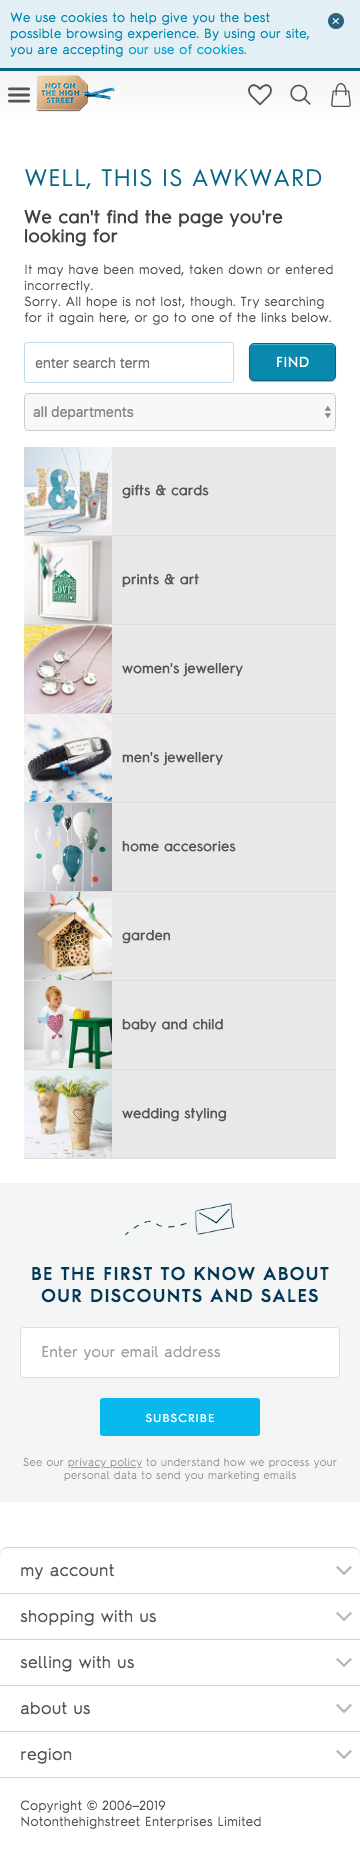 We use cookies to help give you the best
possible browsing experience. By using our site,
you are accepting our use of cookies.
NOT ON
THE HIGH
STREET
WELL, THIS IS AWKWARD
We can't find the page you're
looking for
It may have been moved, taken down or entered
incorrectly.
Sorry. All hope is not lost, though. Try searching
for it again here, or go to one of the links below.
enter search term
FIND
all departments
J&M
gifts & cards
LOVE
prints & art
women's jewellery
men's jewellery
home accesories
garden
baby and child
wedding styling
BE THE FIRST TO KNOW ABOUT
OUR DISCOUNTS AND SALES
Enter your email address
SUBSCRIBE
See our privacy policy to understand how we process your
personal data to send you marketing emails
my account
shopping with us
selling with us
about us
region
Copyright © 2006–2019
Notonthehighstreet Enterprises Limited